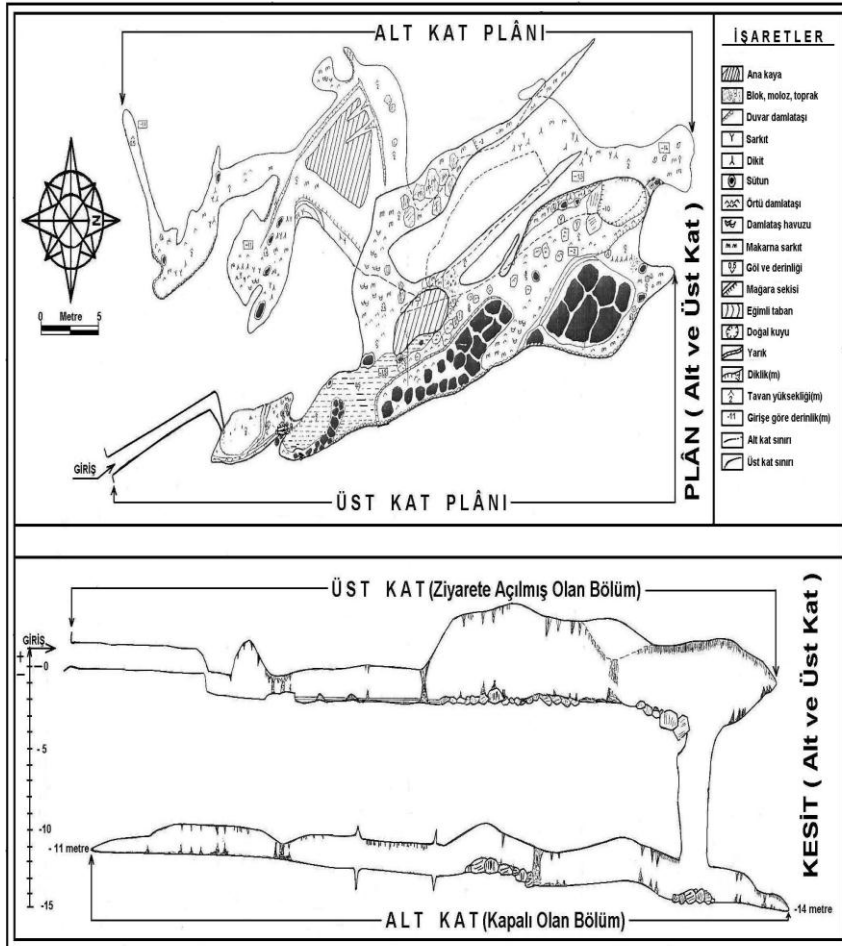 ALT KAT PLÂNI
N
0 Metre 5
GİRİŞ
ÜST KAT PLÂNI
PLÂN ( Alt ve Üst Kat )
İŞARETLER
Ana kaya
Blok, moloz, toprak
Duvar damlataşı
Sarkıt
Dikit
Sütun
Örtü damlataşı
Damlataş havuzu
Makarna sarkıt
0,5 Göl ve derinliği
Mağara sekisi
Eğimli taban
Doğal kuyu
Yarık
Diklik(m)
2 Tavan yüksekliği(m)
-11 Girişe göre derinlik(m)
Alt kat sınırı
Üst kat sınırı
ÜST KAT(Ziyarete Açılmış Olan Bölüm)
GİRİŞ
+
0
-5
-10
-11 metre
-15
-14 metre
ALT KAT(Kapalı Olan Bölüm)
KESİT ( Alt ve Üst Kat )